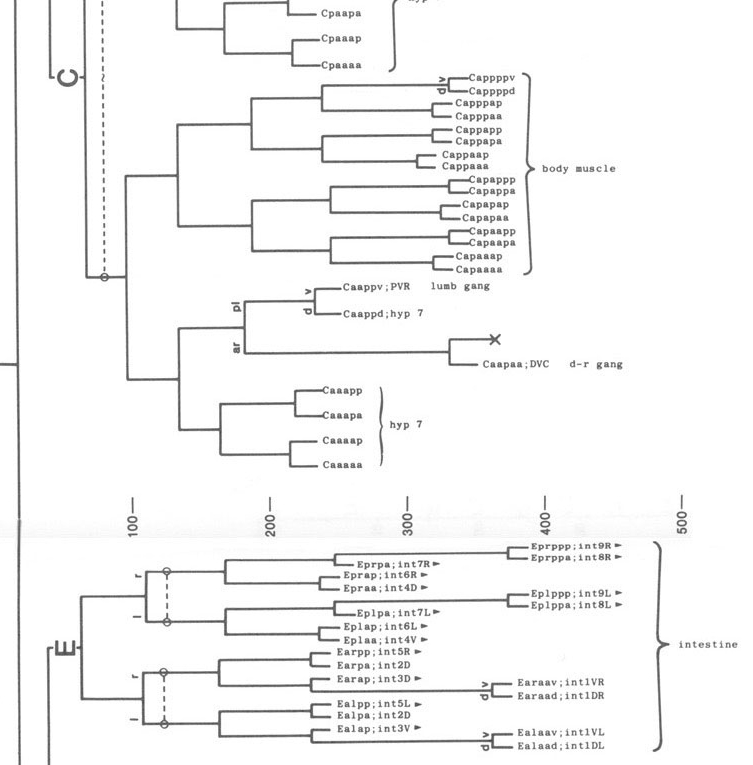 Cpaapa
Cpaaap
Cpaaaa
C
v
d
Cappppv
Cappppd
Capppap
Capppaa
Cappapp
Cappapa
Cappaap
Cappaaa
body muscle
Capappp
Capappa
Capapap
Capapaa
Capaapp
Capaapa
Capaaap
Capaaaa
pl
ar
v
d
Caappv;PVR lumb gang
Caappd;hyp 7
X
Caapaa;DVC d-r gang
Caaapp
Caaapa
Caaaap
Caaaaa
hyp 7
100
200
300
400
500
E
r
l
r
l
Eprppp;int9R
Eprppa;int8R
Eprpa;int7R
Eprap;int6R
Epraa;int4D
Eplppp;int9L
Eplppa;int8L
Eplpa;int7L
Eplap;int6L
Eplaa;int4V
intestine
Earpp;int5R
Earpa;int2D
Earap;int3D
v
d
Earaav;int1VR
Earaad;int1DR
Ealpp;int5L
Ealpa;int2D
Ealap;int3V
v
d
Ealaav;int1VL
Ealaad;int1DL